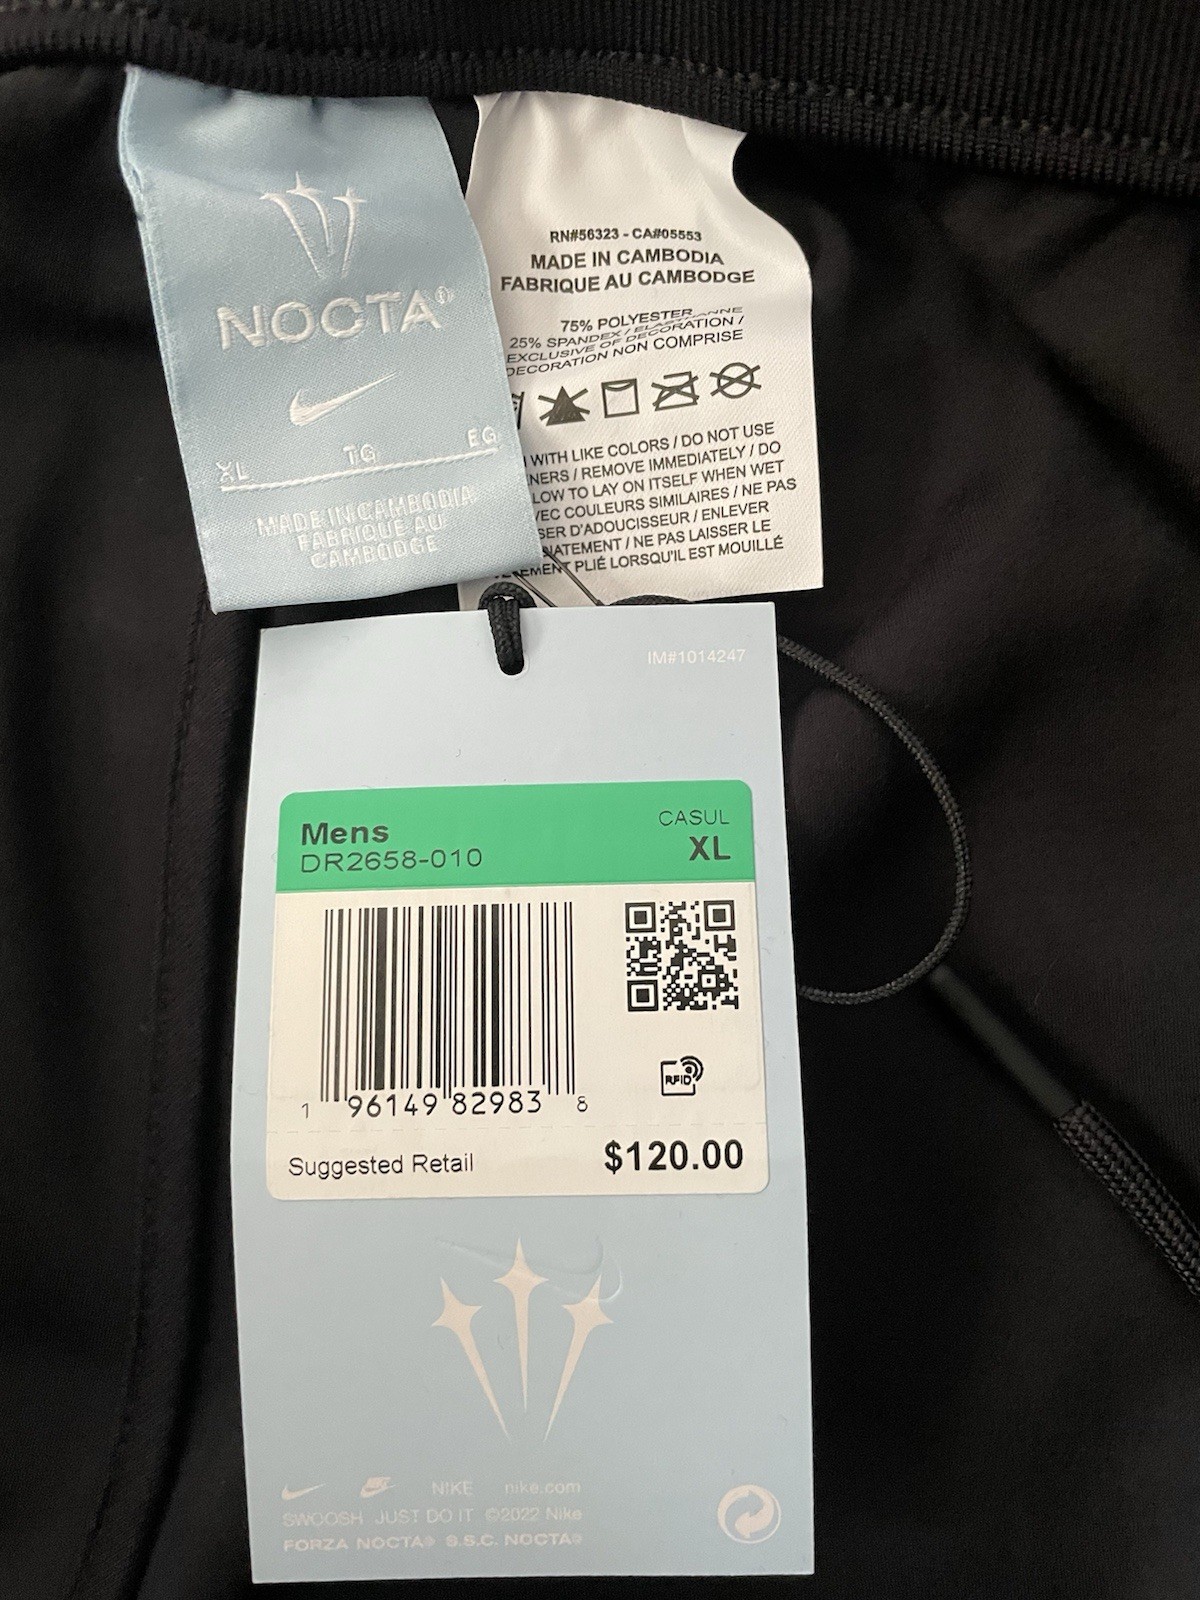 NOCTA®
XL TG EG
MADE IN CAMBODIA
FABRIQUE AU
CAMBODGE
RN#56323 - CA#05553
MADE IN CAMBODIA
FABRIQUE AU CAMBODGE
75% POLYESTER
25% SPANDEX / ELASTHANNE
EXCLUSIVE OF DECORATION /
DECORATION NON COMPRISE
WITH LIKE COLORS / DO NOT USE
/ REMOVE IMMEDIATELY / DO
TO LAY ON ITSELF WHEN WET
COULEURS SIMILAIRES / NE PAS
D'ADOUCISSEUR / ENLEVER
/ NE PAS LAISSER LE
PLIÉ LORSQU'IL EST MOUILLÉ
IM#1014247
Mens CASUL
DR2658-010 XL
RFID
1 96149 82983 8
Suggested Retail $120.00
NIKE nike.com
SWOOSH JUST DO IT ©2022 Nike
FORZA NOCTA® S.S.C. NOCTA®